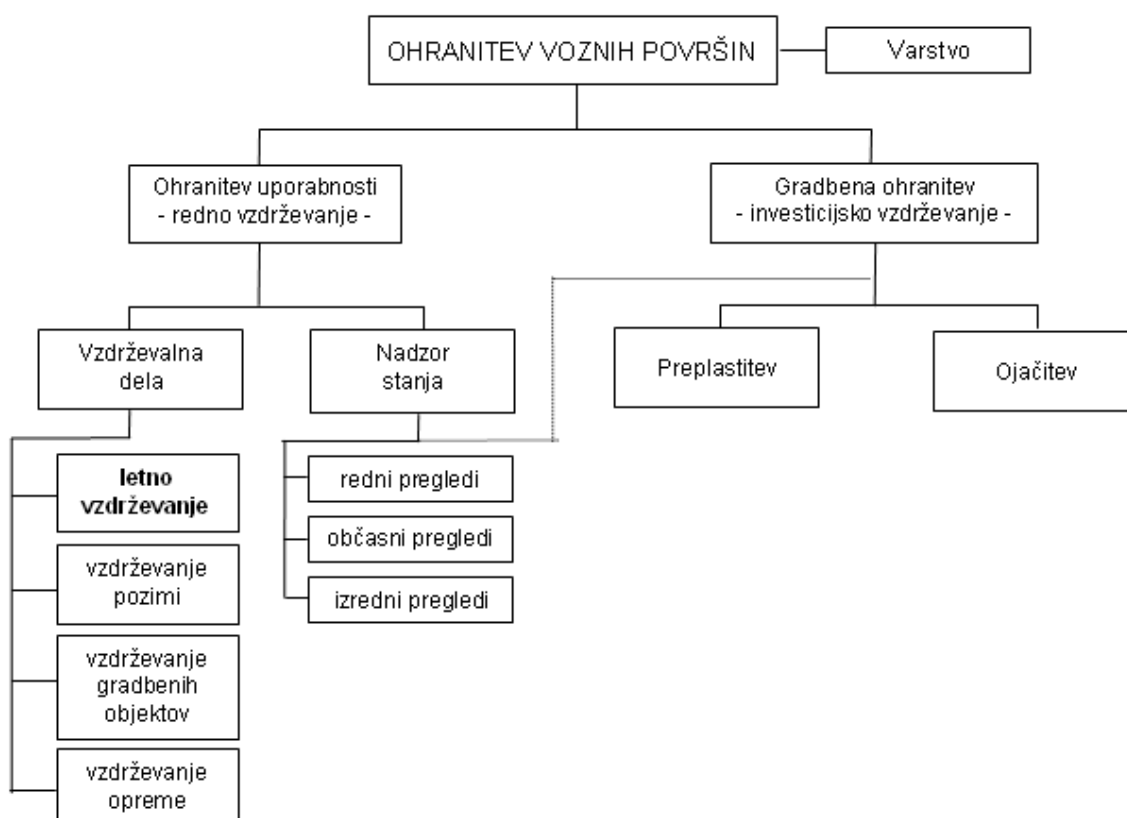 OHRANITEV VOZNIH POVRŠIN
Varstvo
Ohranitev uporabnosti
- redno vzdrževanje -
Gradbena ohranitev
- investicijsko vzdrževanje -
Vzdrževalna
dela
Nadzor
stanja
Preplastitev
Ojačitev
letno
vzdrževanje
vzdrževanje
pozimi
vzdrževanje
gradbenih
objektov
vzdrževanje
opreme
redni pregledi
občasni pregledi
izredni pregledi